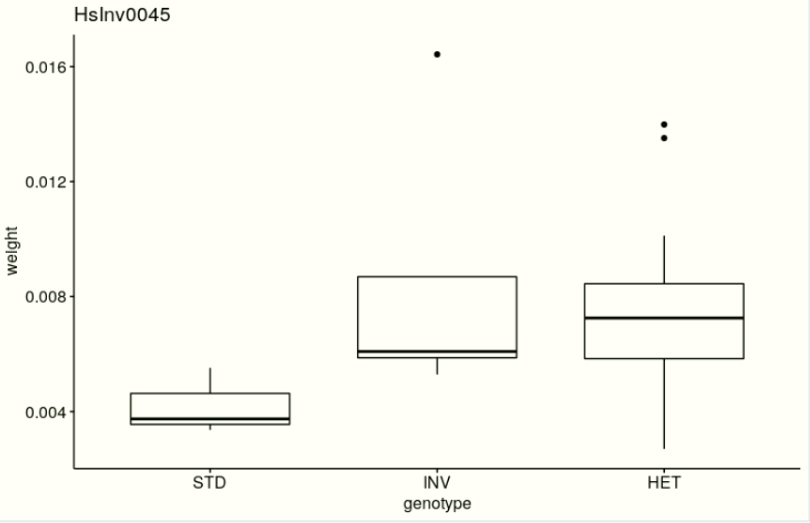 HsInv0045
0.016
0.012
0.008
0.004
weight
STD
INV
HET
genotype